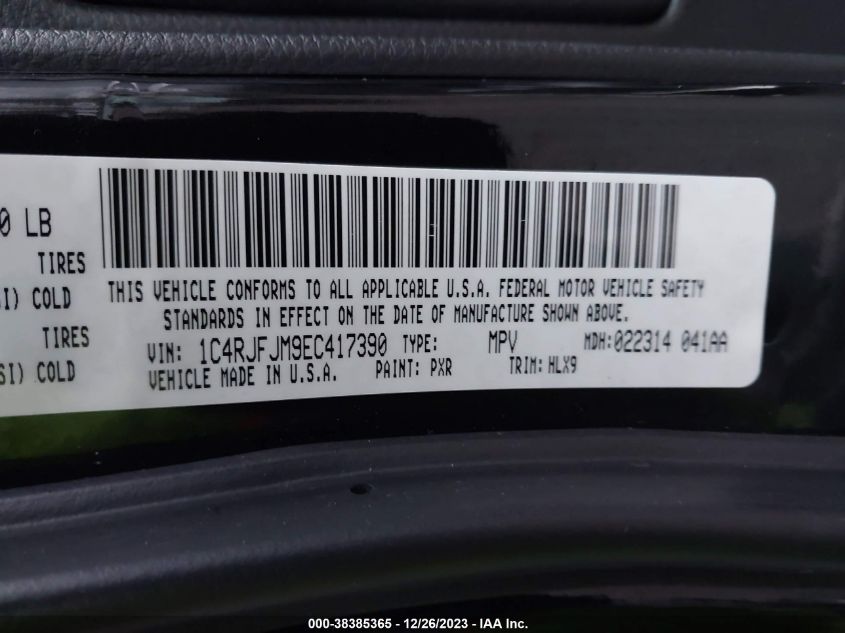 0 LB
TIRES
SI) COLD
TIRES
SI) COLD
THIS VEHICLE CONFORMS TO ALL APPLICABLE U.S.A. FEDERAL MOTOR VEHICLE SAFETY
STANDARDS IN EFFECT ON THE DATE OF MANUFACTURE SHOWN ABOVE.
VIN: 1C4RJFJM9EC417390 TYPE: MPV MDH:022314 041AA
VEHICLE MADE IN U.S.A. PAINT: PXR TRIM: HLX9
000-38385365 - 12/26/2023 - IAA Inc.